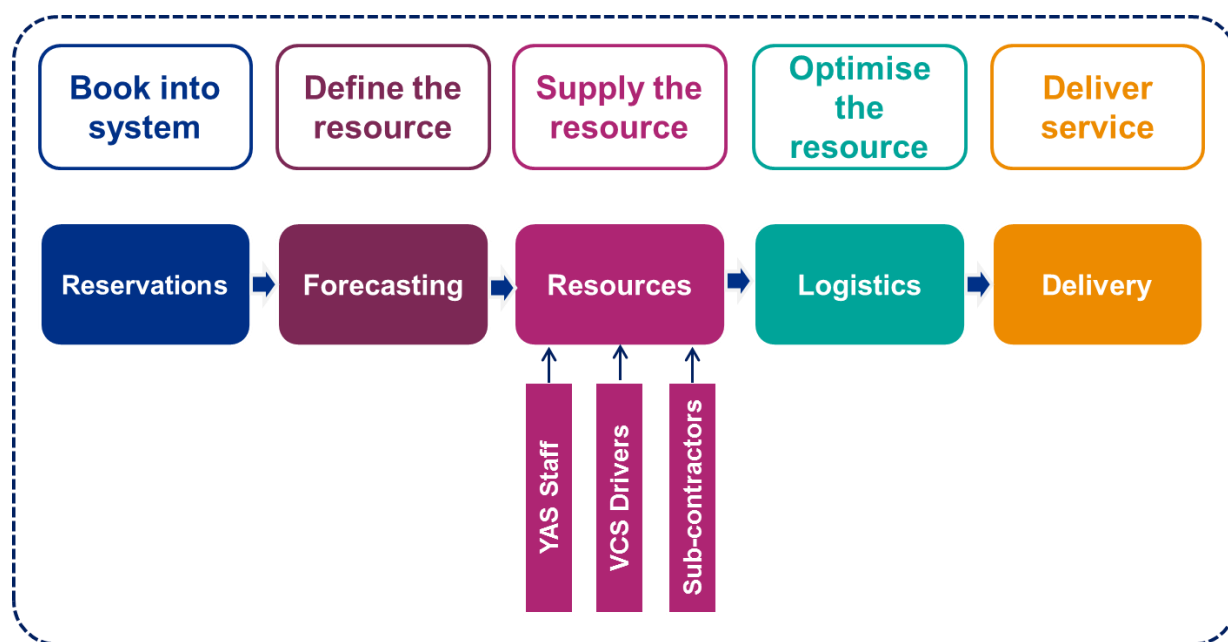 Book into
system
Define the
resource
Supply the
resource
Optimise
the
resource
Deliver
service
Reservations
Forecasting
Resources
Logistics
Delivery
YAS Staff
VCS Drivers
Sub-contractors